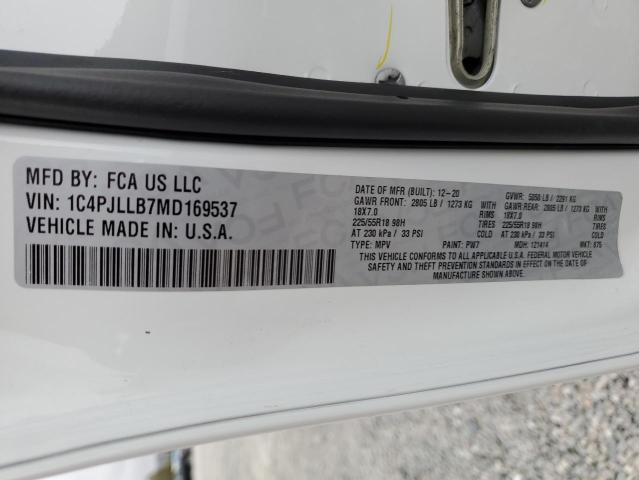 MFD BY: FCA US LLC
VIN: 1C4PJLLB7MD169537
VEHICLE MADE IN: U.S.A.
DATE OF MFR (BUILT): 12-20 GVWR: 5050 LB / 2291 KG
GAWR FRONT: 2805 LB / 1273 KG WITH GAWR REAR: 2805 LB / 1273 KG WITH
18X7.0 RIMS 18X7.0 RIMS
225/55R18 98H TIRES 225/55R18 98H TIRES
AT 230 kPa / 33 PSI COLD AT 230 kPa / 33 PSI COLD
TYPE: MPV PAINT: PW7 MDH: 121414 MKT: 675
THIS VEHICLE CONFORMS TO ALL APPLICABLE U.S.A. FEDERAL MOTOR VEHICLE
SAFETY AND THEFT PREVENTION STANDARDS IN EFFECT ON THE DATE OF
MANUFACTURE SHOWN ABOVE.